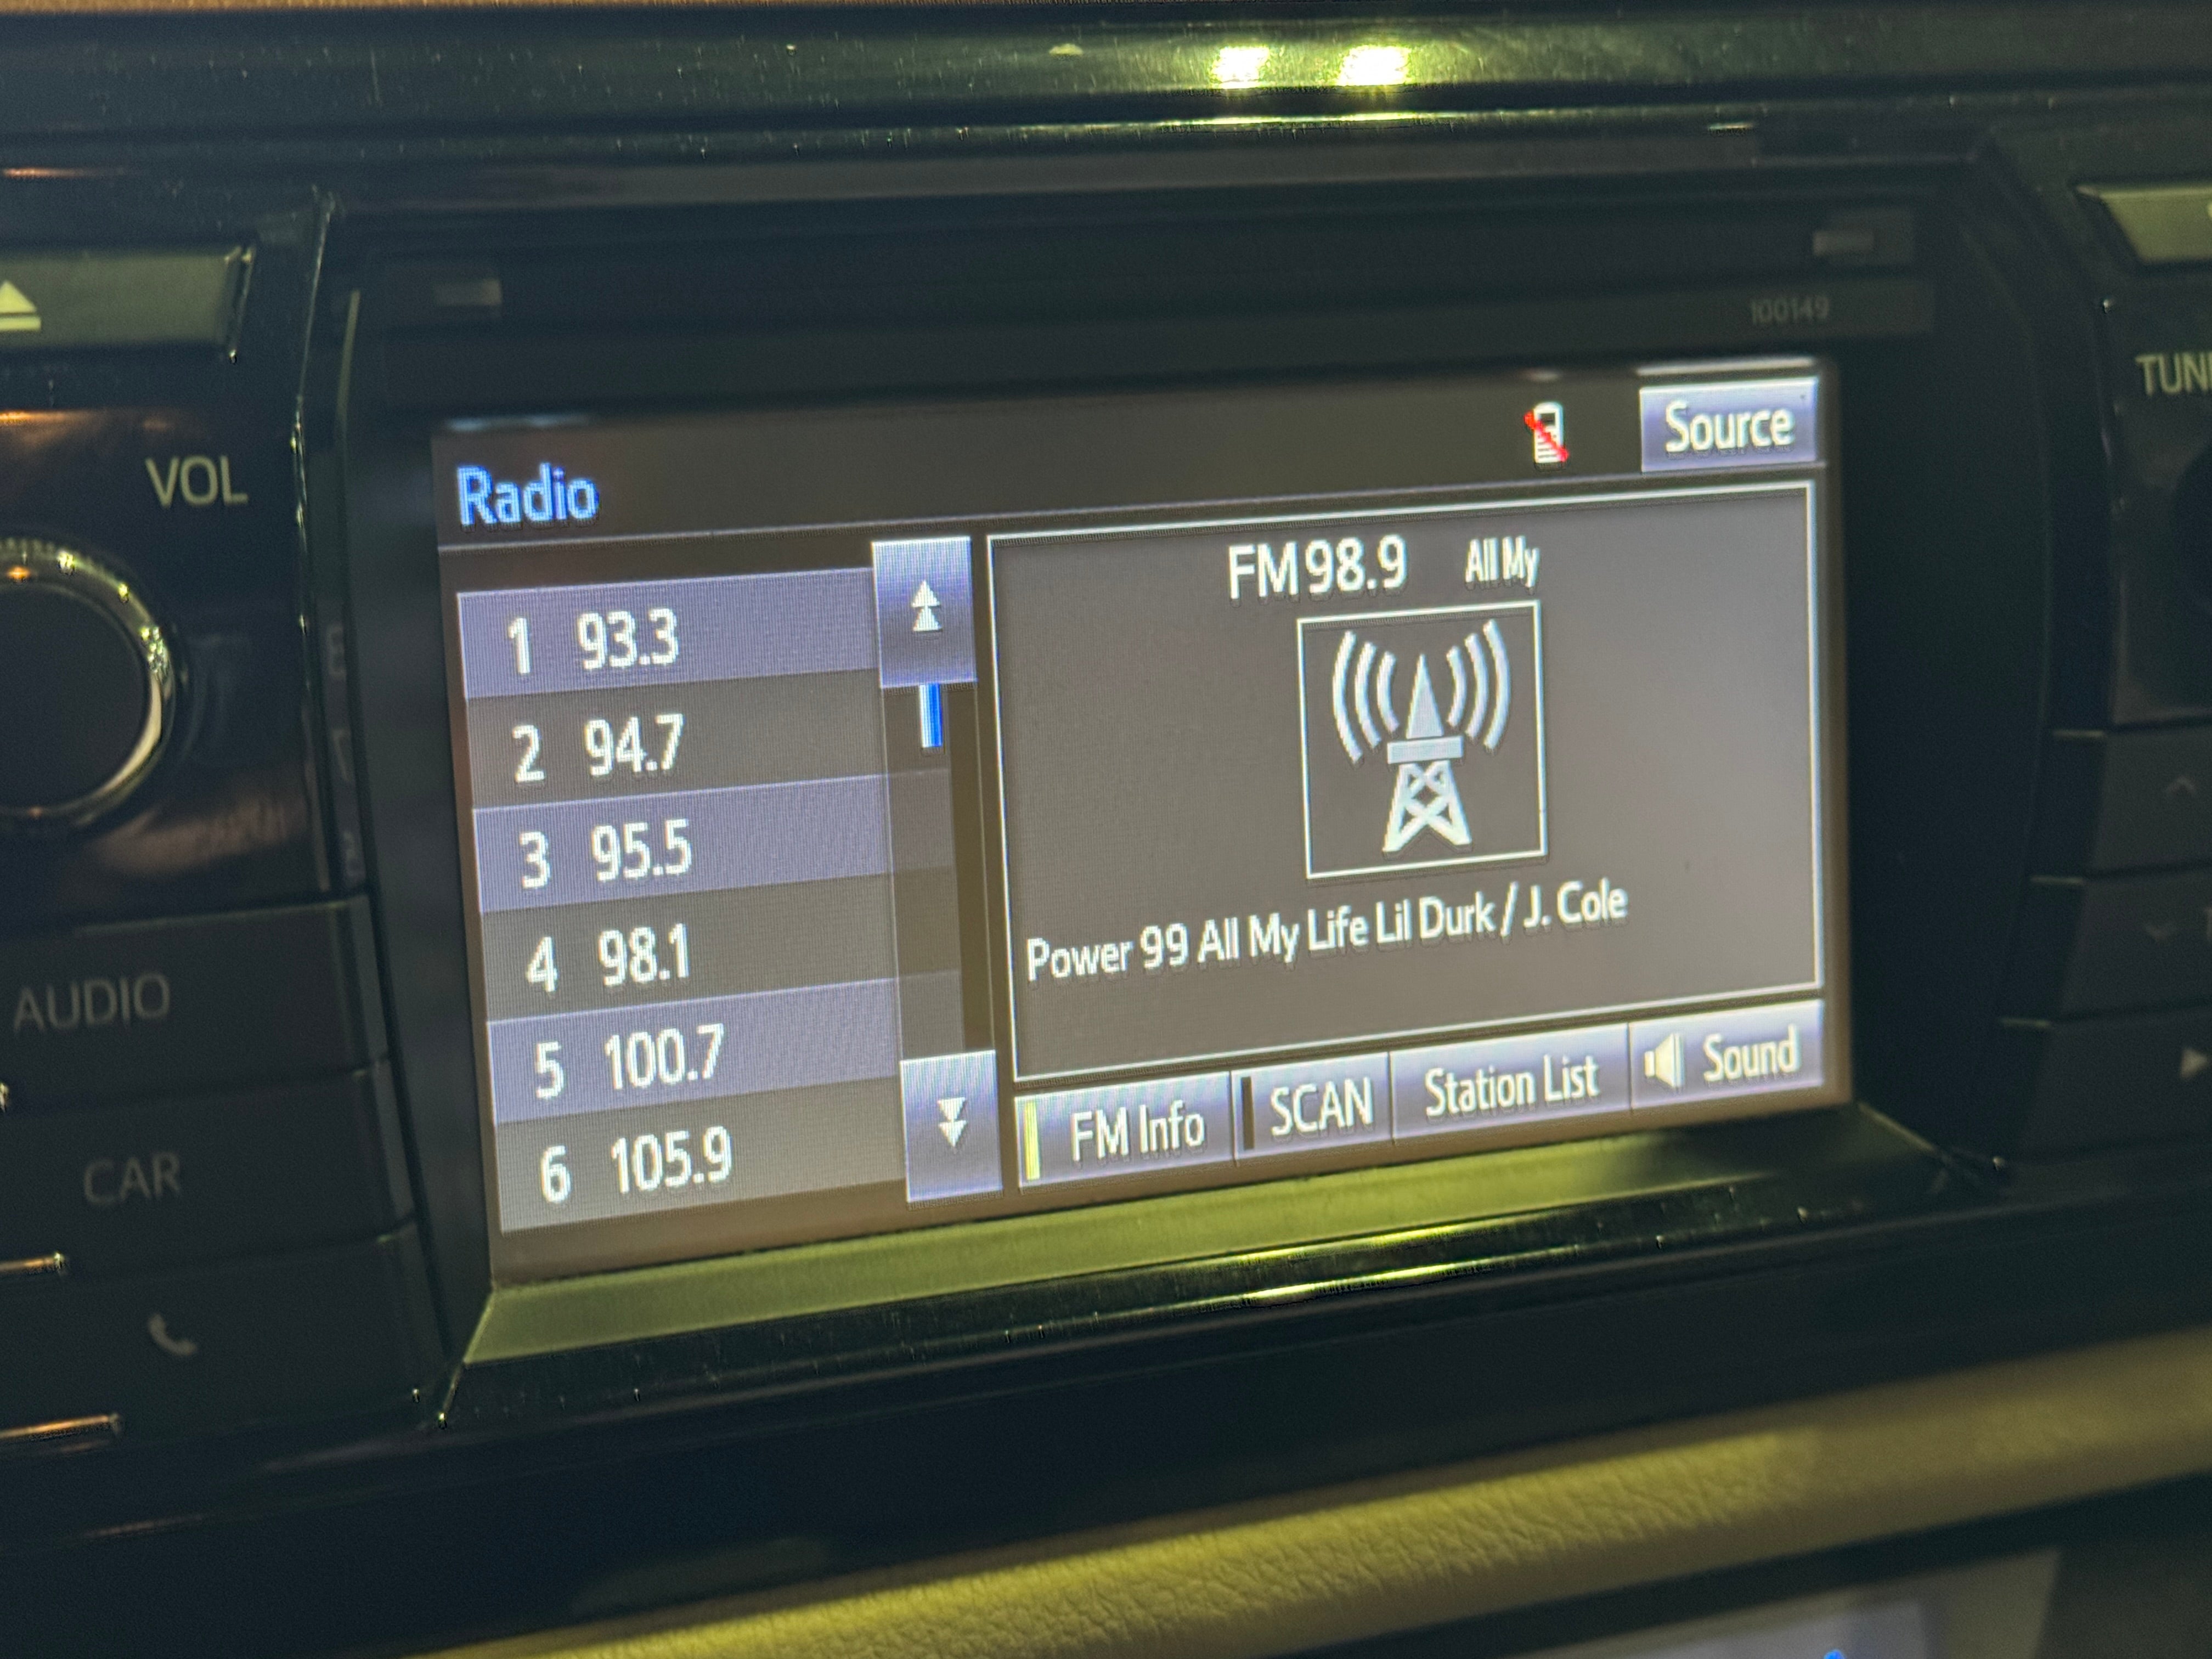 100149
TUN
VOL
Source
Radio
FM 98.9 All My
1 93.3
2 94.7
3 95.5
4 98.1
5 100.7
6 105.9
Power 99 All My Life Lil Durk / J. Cole
FM Info SCAN Station List Sound
AUDIO
CAR